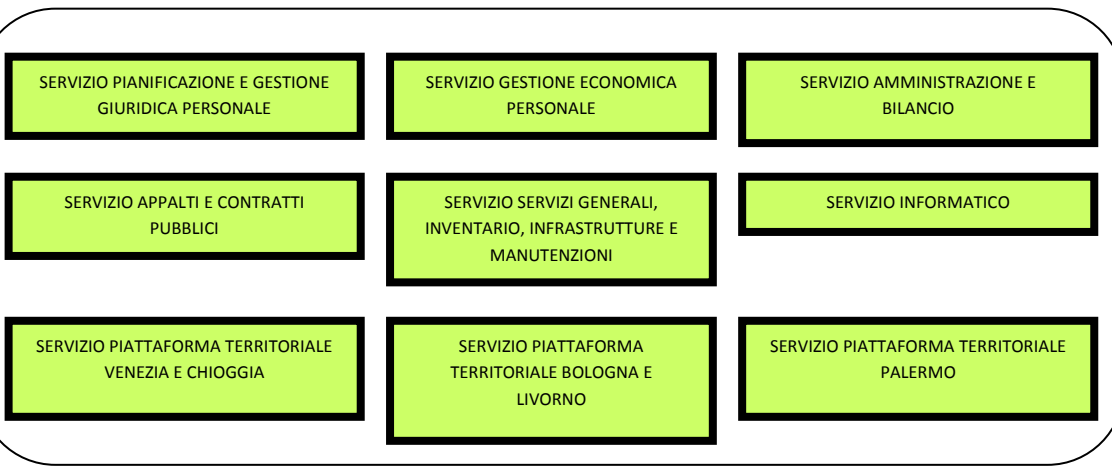 SERVIZIO PIANIFICAZIONE E GESTIONE
GIURIDICA PERSONALE
SERVIZIO GESTIONE ECONOMICA
PERSONALE
SERVIZIO AMMINISTRAZIONE E
BILANCIO
SERVIZIO APPALTI E CONTRATTI
PUBBLICI
SERVIZIO SERVIZI GENERALI,
INVENTARIO, INFRASTRUTTURE E
MANUTENZIONI
SERVIZIO INFORMATICO
SERVIZIO PIATTAFORMA TERRITORIALE
VENEZIA E CHIOGGIA
SERVIZIO PIATTAFORMA
TERRITORIALE BOLOGNA E
LIVORNO
SERVIZIO PIATTAFORMA TERRITORIALE
PALERMO